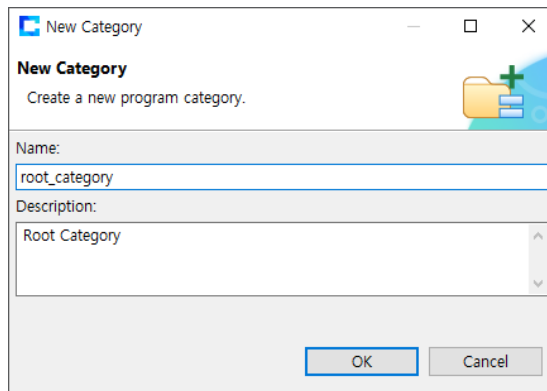 New Category
New Category
Create a new program category.
Name:
root_category
Description:
Root Category
OK
Cancel